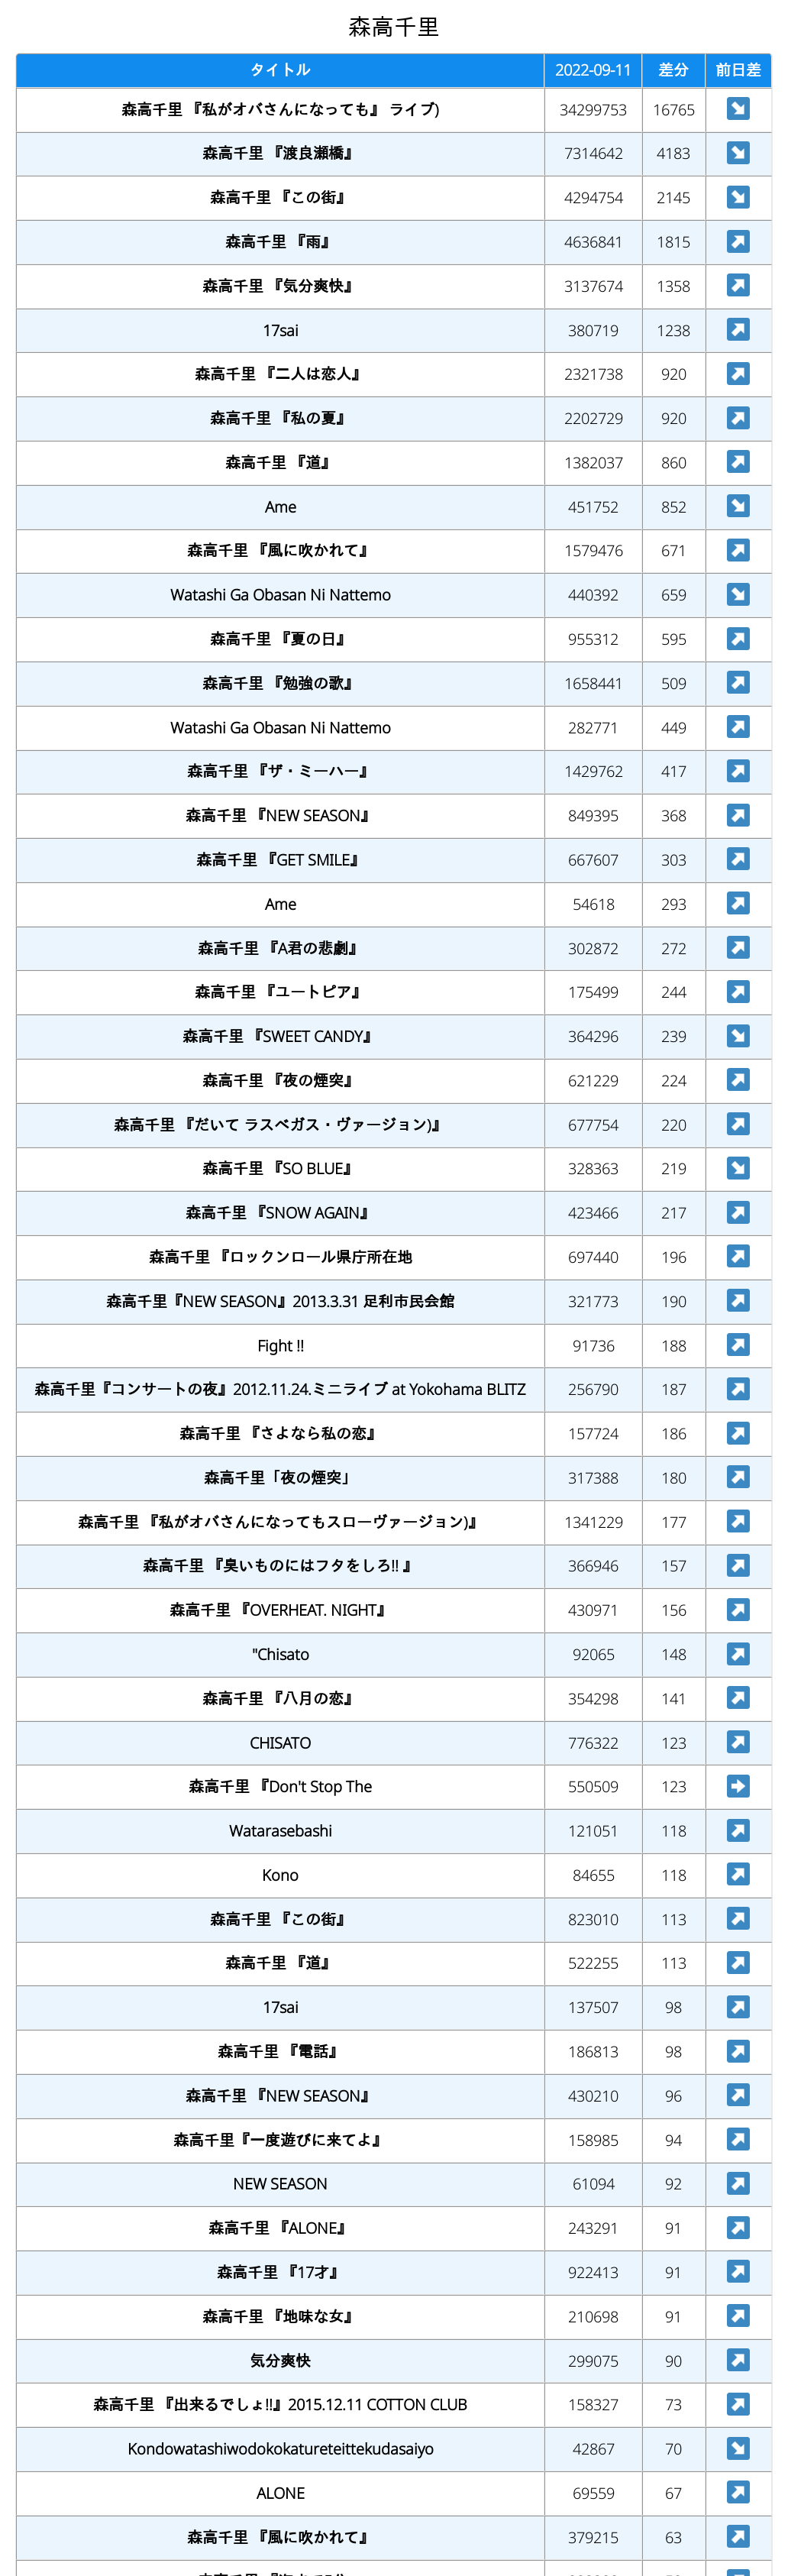 森高千里
タイトル 2022-09-11 差分 前日差
森高千里 『私がオバさんになっても』 ライブ) 34299753 16765
森高千里 『渡良瀬橋』 7314642 4183
森高千里 『この街』 4294754 2145
森高千里 『雨』 4636841 1815
森高千里 『気分爽快』 3137674 1358
17sai 380719 1238
森高千里 『二人は恋人』 2321738 920
森高千里 『私の夏』 2202729 920
森高千里 『道』 1382037 860
Ame 451752 852
森高千里 『風に吹かれて』 1579476 671
Watashi Ga Obasan Ni Nattemo 440392 659
森高千里 『夏の日』 955312 595
森高千里 『勉強の歌』 1658441 509
Watashi Ga Obasan Ni Nattemo 282771 449
森高千里 『ザ・ミーハー』 1429762 417
森高千里 『NEW SEASON』 849395 368
森高千里 『GET SMILE』 667607 303
Ame 54618 293
森高千里 『A君の悲劇』 302872 272
森高千里 『ユートピア』 175499 244
森高千里 『SWEET CANDY』 364296 239
森高千里 『夜の煙突』 621229 224
森高千里 『だいて ラスベガス・ヴァージョン)』 677754 220
森高千里 『SO BLUE』 328363 219
森高千里 『SNOW AGAIN』 423466 217
森高千里 『ロックンロール県庁所在地 697440 196
森高千里『NEW SEASON』2013.3.31 足利市民会館 321773 190
Fight !! 91736 188
森高千里『コンサートの夜』2012.11.24.ミニライブ at Yokohama BLITZ 256790 187
森高千里 『さよなら私の恋』 157724 186
森高千里「夜の煙突」 317388 180
森高千里 『私がオバさんになってもスローヴァージョン)』 1341229 177
森高千里 『臭いものにはフタをしろ!! 』 366946 157
森高千里 『OVERHEAT. NIGHT』 430971 156
"Chisato 92065 148
森高千里 『八月の恋』 354298 141
CHISATO 776322 123
森高千里 『Don't Stop The 550509 123
Watarasebashi 121051 118
Kono 84655 118
森高千里 『この街』 823010 113
森高千里 『道』 522255 113
17sai 137507 98
森高千里 『電話』 186813 98
森高千里 『NEW SEASON』 430210 96
森高千里『一度遊びに来てよ』 158985 94
NEW SEASON 61094 92
森高千里 『ALONE』 243291 91
森高千里 『17才』 922413 91
森高千里 『地味な女』 210698 91
気分爽快 299075 90
森高千里 『出来るでしょ!!』2015.12.11 COTTON CLUB 158327 73
Kondowatashiwodokokatureteittekudasaiyo 42867 70
ALONE 69559 67
森高千里 『風に吹かれて』 379215 63